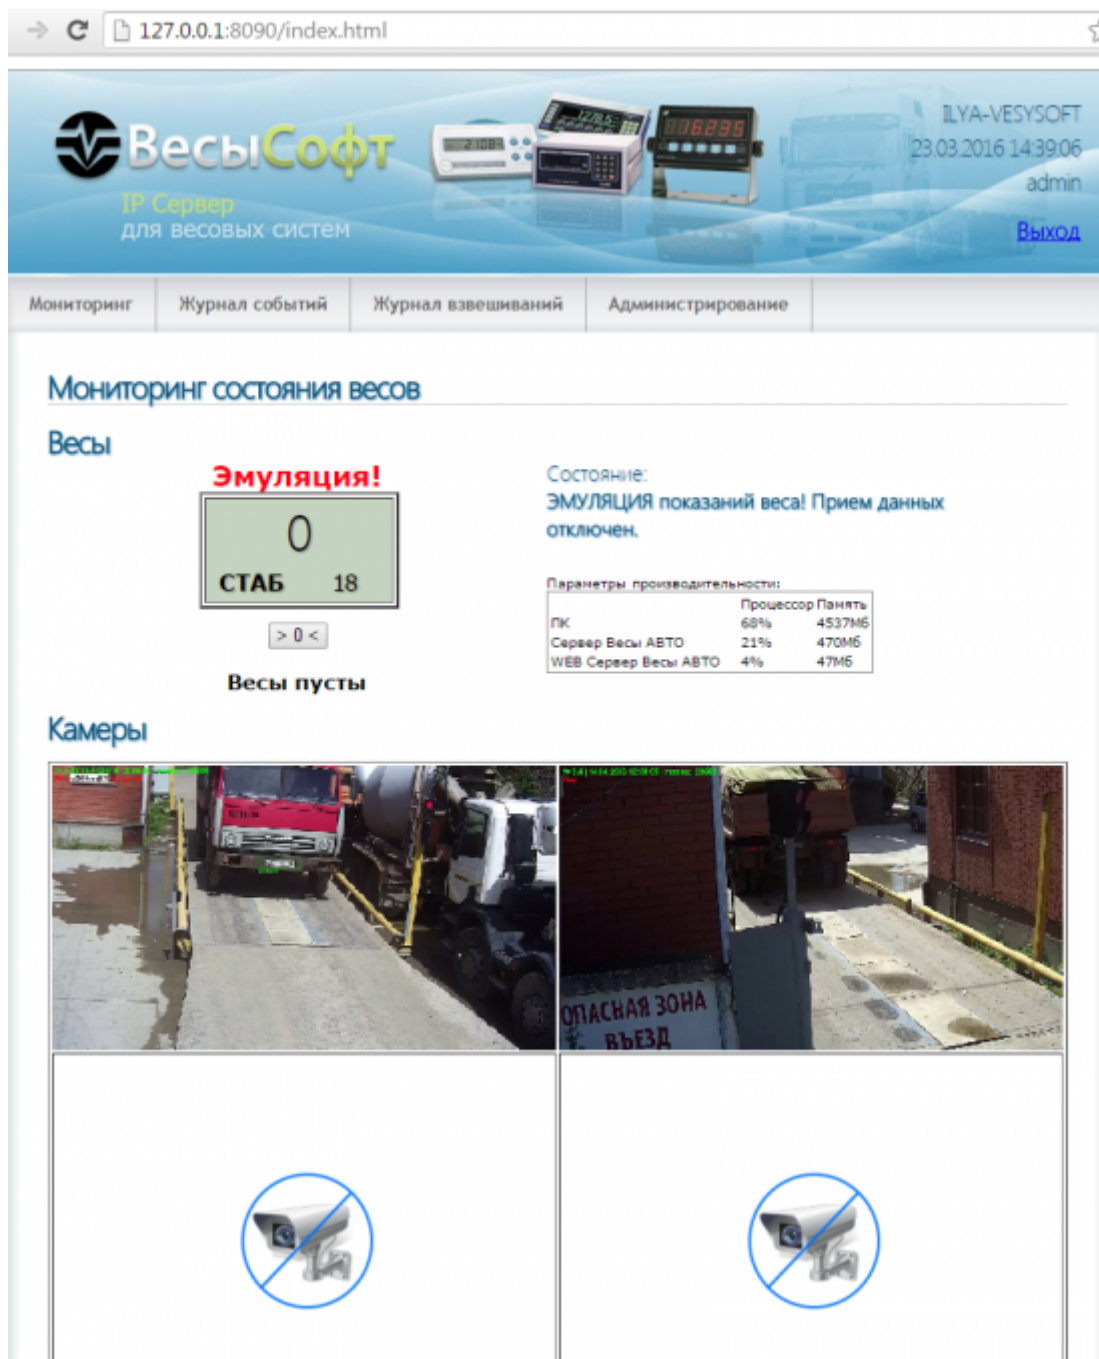 127.0.0.1:8090/index.html
ВесыСофт
IP Сервер
для весовых систем
ILYA-VESYSOFT
23.03.2016 14:39:06
admin
Выход
Мониторинг
Журнал событий
Журнал взвешиваний
Администрирование
Мониторинг состояния весов
Весы
Эмуляция!
0
СТАБ 18
> 0 <
Весы пусты
Состояние:
ЭМУЛЯЦИЯ показаний веса! Прием данных
отключен.
Параметры производительности:
Процессор Память
ПК 68% 4537Мб
Сервер Весы АВТО 21% 470Мб
WEB Сервер Весы АВТО 4% 47Мб
Камеры
ОПАСНАЯ ЗОНА
ВЪЕЗД